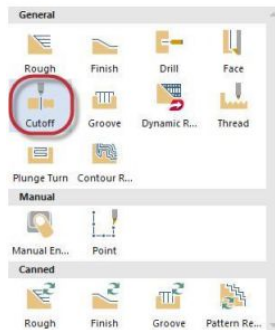 General
Rough Finish Drill Face
Cutoff Groove Dynamic R... Thread
Plunge Turn Contour R...
Manual
Manual En... Point
Canned
Rough Finish Groove Pattern Re...